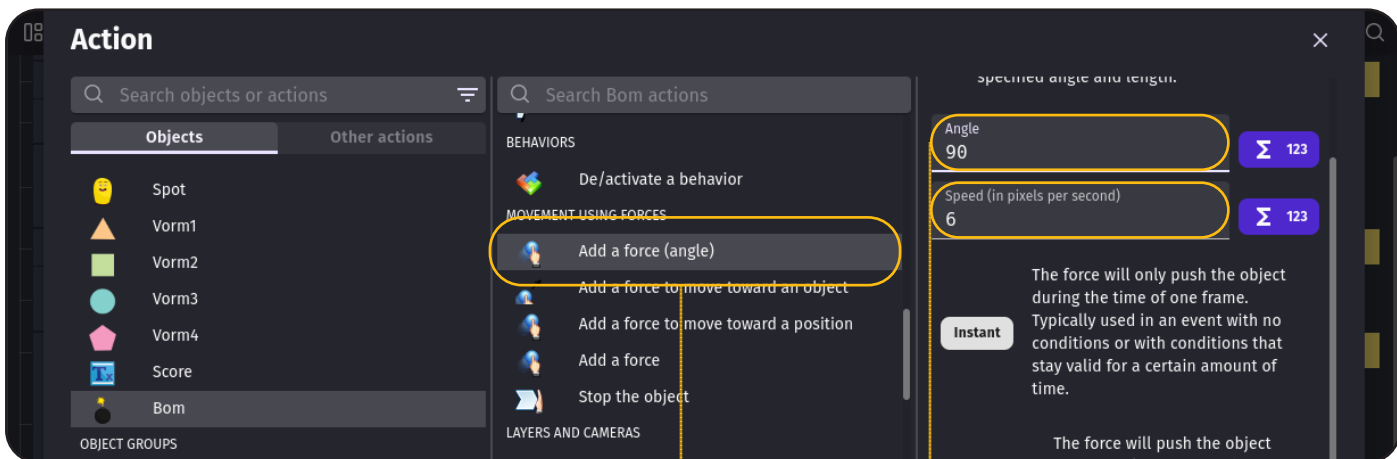 Action
Search objects or actions
Objects
Other actions
Spot
Vorm1
Vorm2
Vorm3
Vorm4
Score
Bom
OBJECT GROUPS
Search Bom actions
BEHAVIORS
De/activate a behavior
MOVEMENT USING FORCES
Add a force (angle)
Add a force to move toward an object
Add a force to move toward a position
Add a force
Stop the object
LAYERS AND CAMERAS
specified angle and length.
Angle
90
Σ 123
Speed (in pixels per second)
6
Σ 123
Instant
The force will only push the object
during the time of one frame.
Typically used in an event with no
conditions or with conditions that
stay valid for a certain amount of
time.
The force will push the object